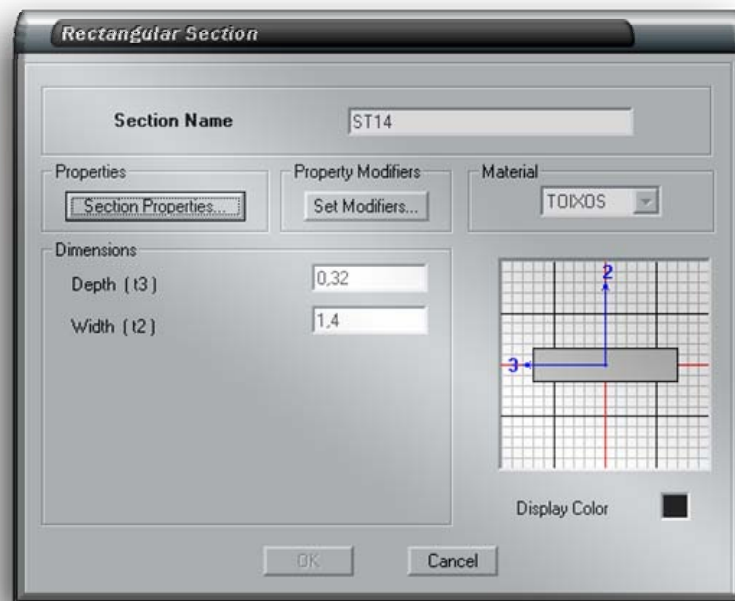 Rectangular Section
Section Name
ST14
Properties
Section Properties...
Property Modifiers
Set Modifiers...
Material
TOIXOS
Dimensions
Depth ( t3 )
0,32
Width ( t2 )
1,4
2
3
Display Color
OK
Cancel